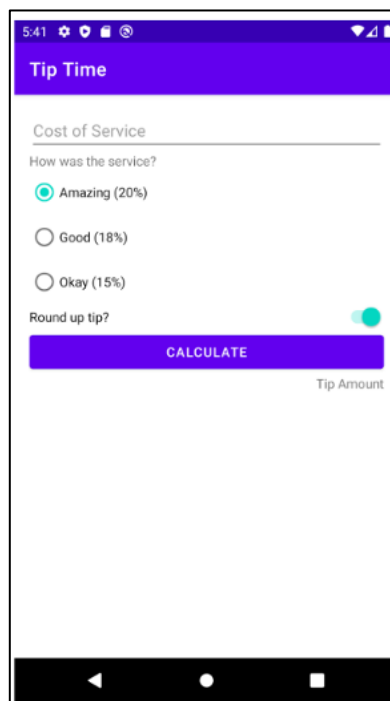 5:41
Tip Time
Cost of Service
How was the service?
Amazing (20%)
Good (18%)
Okay (15%)
Round up tip?
CALCULATE
Tip Amount